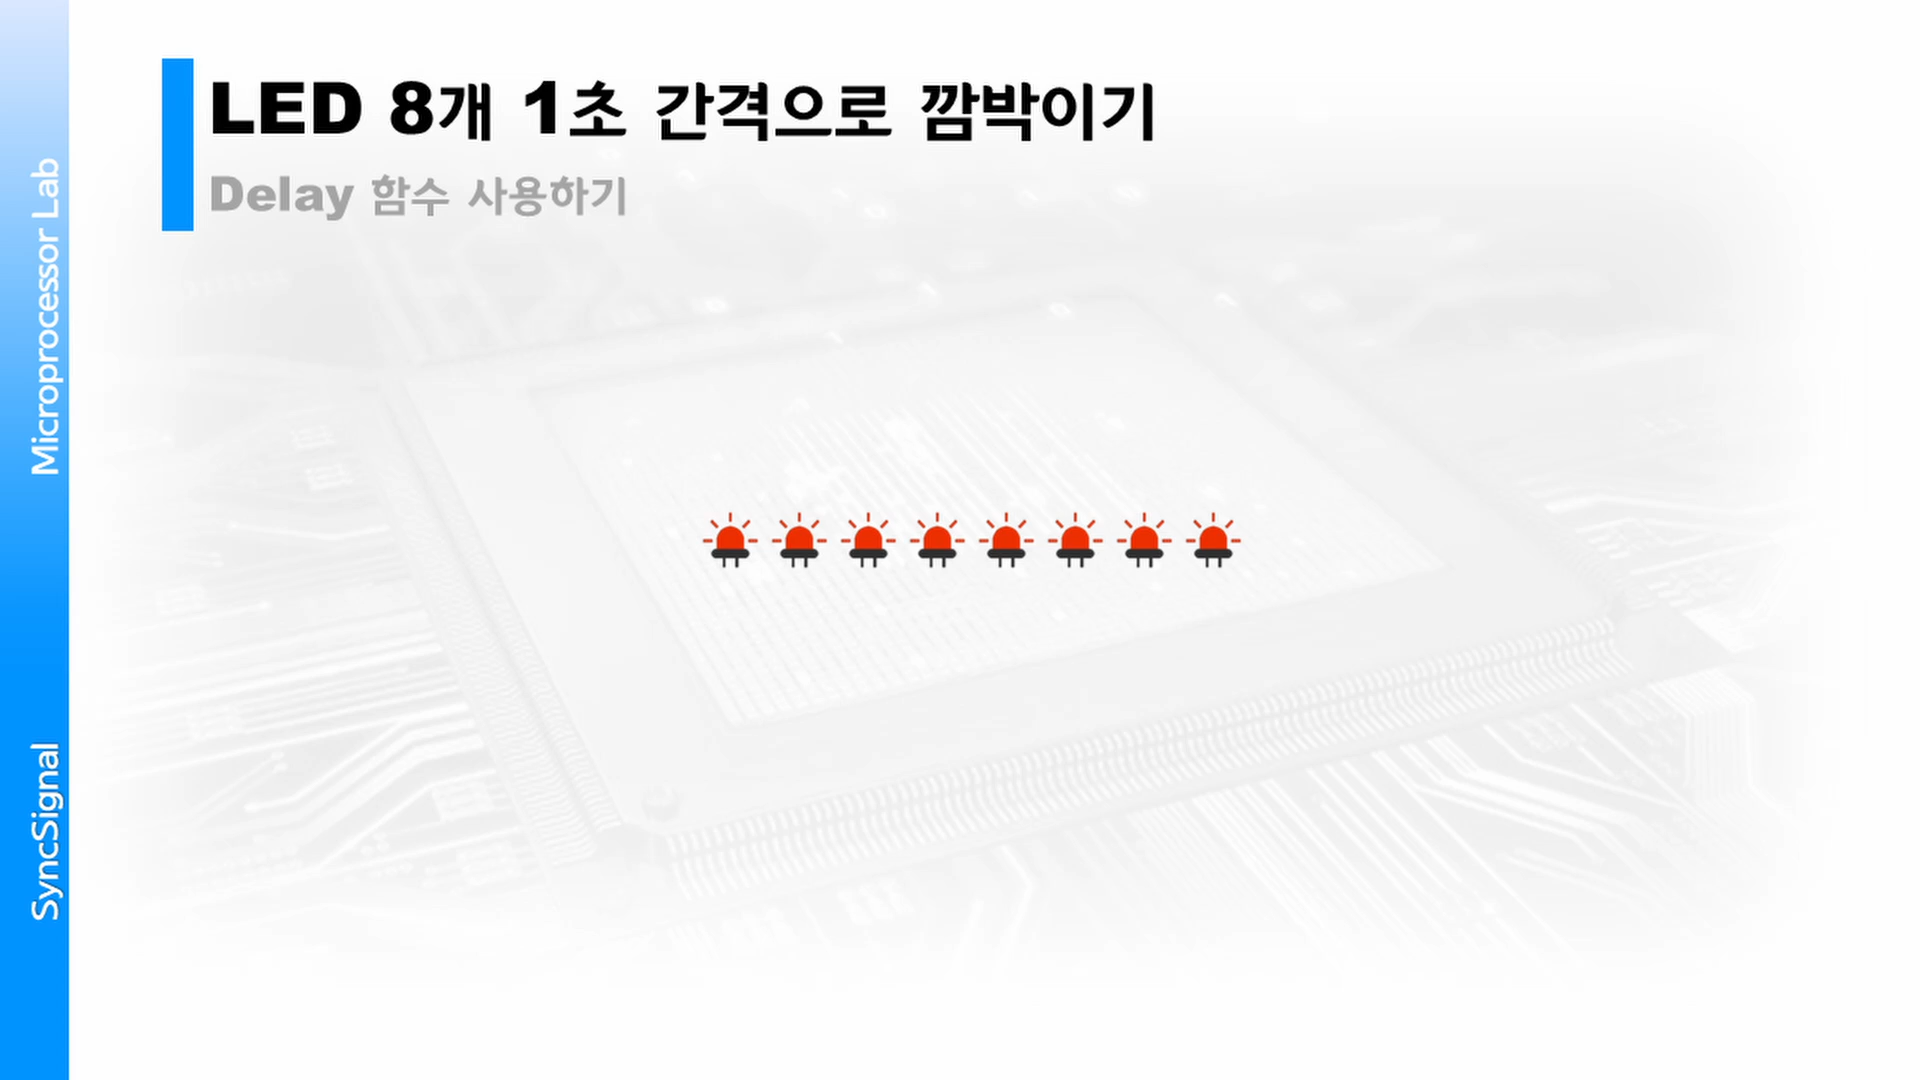 LED 8개 1초 간격으로 깜박이기
Delay 함수 사용하기
Microprocessor Lab
SyncSignal